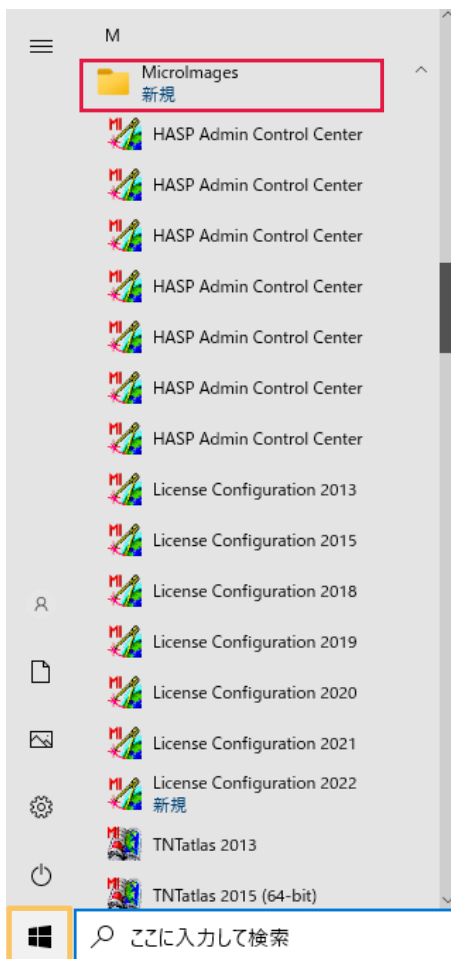 M
MicroImages
新規
HASP Admin Control Center
HASP Admin Control Center
HASP Admin Control Center
HASP Admin Control Center
HASP Admin Control Center
HASP Admin Control Center
HASP Admin Control Center
License Configuration 2013
License Configuration 2015
License Configuration 2018
License Configuration 2019
License Configuration 2020
License Configuration 2021
License Configuration 2022
新規
TNTatlas 2013
TNTatlas 2015 (64-bit)
ここに入力して検索